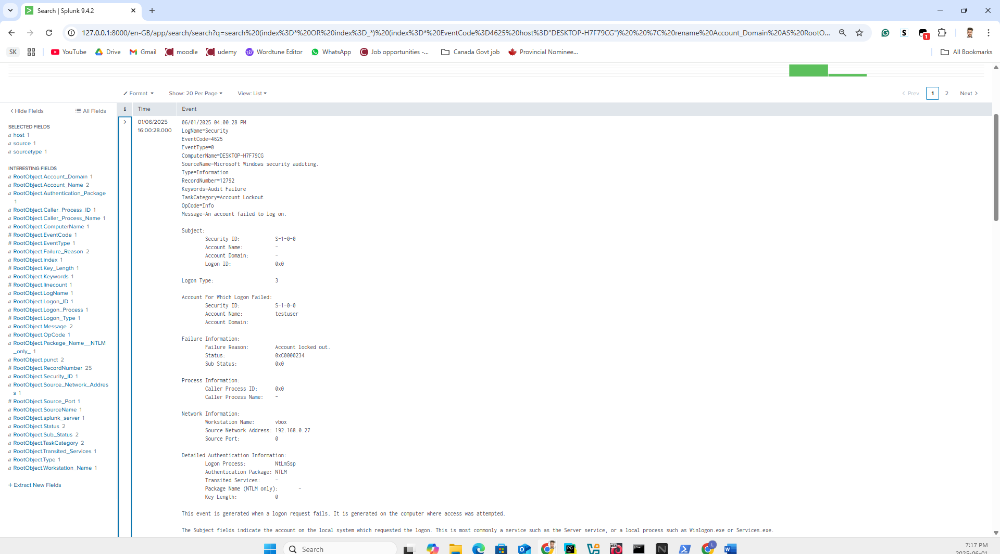 Search | Splunk 9.4.2
127.0.0.1:8000/en-GB/app/search/search?q=search%20(index%3D*%20OR%20index%3D_*)%20(index%3D*%20EventCode%3D4625%20host%3D"DESKTOP-H7F79CG")%20%20%7C%20rename%20Account_Domain%20AS%20RootO...
1
SK YouTube Drive Gmail moodle udemy Wordtune Editor WhatsApp Job opportunities -... Canada Govt job Provincial Nominee... All Bookmarks
Format Show: 20 Per Page View: List < Prev 1 2 Next >
< Hide Fields All Fields i Time Event
SELECTED FIELDS
a host 1
a source 1
a sourcetype 1
INTERESTING FIELDS
a RootObject.Account_Domain 1
a RootObject.Account_Name 2
a RootObject.Authentication_Package
1
a RootObject.Caller_Process_ID 1
a RootObject.Caller_Process_Name 1
a RootObject.ComputerName 1
# RootObject.EventCode 1
# RootObject.EventType 1
a RootObject.Failure_Reason 2
a RootObject.index 1
# RootObject.Key_Length 1
a RootObject.Keywords 1
# RootObject.linecount 1
a RootObject.LogName 1
a RootObject.Logon_ID 1
a RootObject.Logon_Process 1
# RootObject.Logon_Type 1
a RootObject.Message 2
a RootObject.OpCode 1
a RootObject.Package_Name__NTLM
_only_ 1
a RootObject.punct 2
# RootObject.RecordNumber 25
a RootObject.Security_ID 1
a RootObject.Source_Network_Addres
s 1
# RootObject.Source_Port 1
a RootObject.SourceName 1
a RootObject.splunk_server 1
a RootObject.Status 2
a RootObject.Sub_Status 2
a RootObject.TaskCategory 2
a RootObject.Transited_Services 1
a RootObject.Type 1
a RootObject.Workstation_Name 1
+ Extract New Fields
01/06/2025
16:00:28.000
06/01/2025 04:00:28 PM
LogName=Security
EventCode=4625
EventType=0
ComputerName=DESKTOP-H7F79CG
SourceName=Microsoft Windows security auditing.
Type=Information
RecordNumber=12792
Keywords=Audit Failure
TaskCategory=Account Lockout
OpCode=Info
Message=An account failed to log on.
Subject:
Security ID: S-1-0-0
Account Name: -
Account Domain: -
Logon ID: 0x0
Logon Type: 3
Account For Which Logon Failed:
Security ID: S-1-0-0
Account Name: testuser
Account Domain:
Failure Information:
Failure Reason: Account locked out.
Status: 0xC0000234
Sub Status: 0x0
Process Information:
Caller Process ID: 0x0
Caller Process Name: -
Network Information:
Workstation Name: vbox
Source Network Address: 192.168.0.27
Source Port: 0
Detailed Authentication Information:
Logon Process: NtLmSsp
Authentication Package: NTLM
Transited Services: -
Package Name (NTLM only): -
Key Length: 0
This event is generated when a logon request fails. It is generated on the computer where access was attempted.
The Subject fields indicate the account on the local system which requested the logon. This is most commonly a service such as the Server service, or a local process such as Winlogon.exe or Services.exe.
Search
7:17 PM
2025-06-01